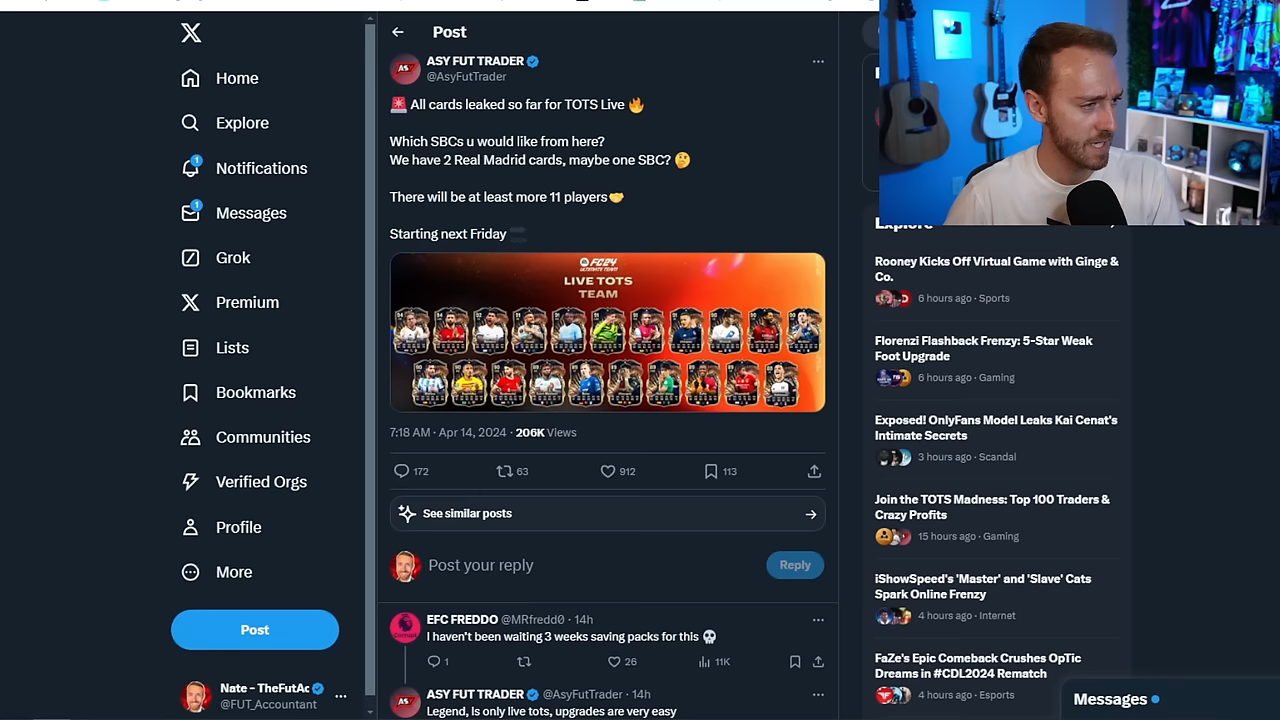 Post
ASY FUT TRADER
@AsyFutTrader
🚨 All cards leaked so far for TOTS Live 🔥
Which SBCs u would like from here?
We have 2 Real Madrid cards, maybe one SBC? 🤔
There will be at least more 11 players🤝
Starting next Friday
FC24
ULTIMATE TEAM
LIVE TOTS
TEAM
7:18 AM · Apr 14, 2024 · 206K Views
172
63
912
113
See similar posts
Post your reply
Reply
EFC FREDDO @MRfredd0 · 14h
I haven't been waiting 3 weeks saving packs for this 💀
1
26
11K
ASY FUT TRADER @AsyFutTrader · 14h
Legend, Is only live tots, upgrades are very easy
Home
Explore
1
Notifications
1
Messages
Grok
Premium
Lists
Bookmarks
Communities
Verified Orgs
Profile
More
Post
Nate - TheFutAc
@FUT_Accountant
Explore
Rooney Kicks Off Virtual Game with Ginge &
Co.
6 hours ago · Sports
Florenzi Flashback Frenzy: 5-Star Weak
Foot Upgrade
6 hours ago · Gaming
Exposed! OnlyFans Model Leaks Kai Cenat's
Intimate Secrets
3 hours ago · Scandal
Join the TOTS Madness: Top 100 Traders &
Crazy Profits
15 hours ago · Gaming
iShowSpeed's 'Master' and 'Slave' Cats
Spark Online Frenzy
4 hours ago · Internet
FaZe's Epic Comeback Crushes OpTic
Dreams in #CDL2024 Rematch
4 hours ago · Esports
Messages